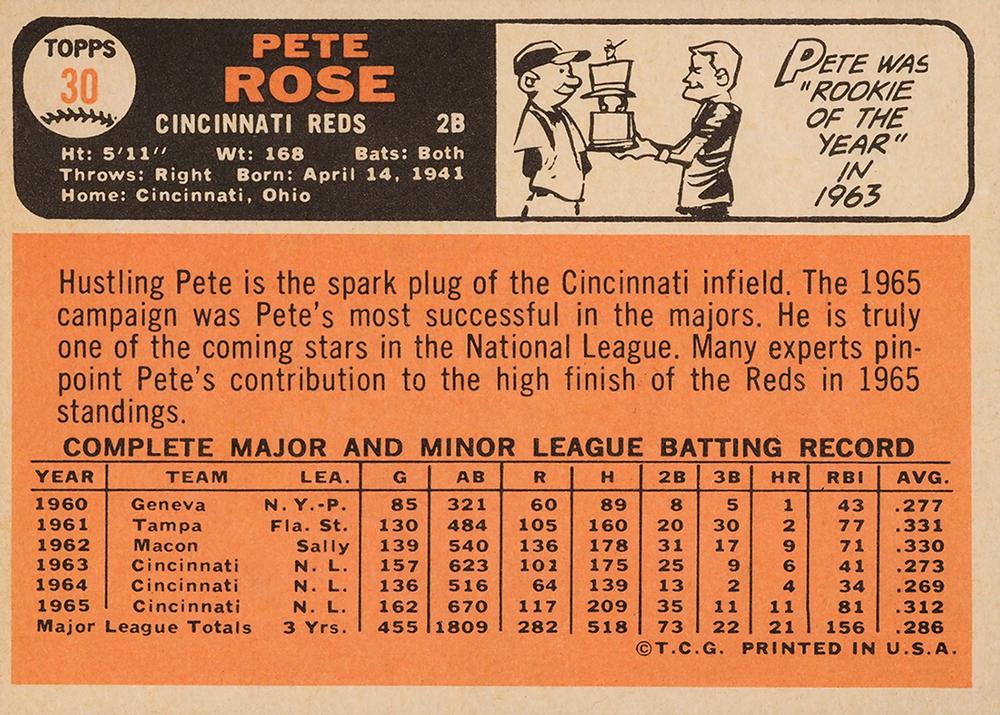 TOPPS
30
PETE
ROSE
CINCINNATI REDS 2B
Ht: 5'11" Wt: 168 Bats: Both
Throws: Right Born: April 14, 1941
Home: Cincinnati, Ohio
PETE WAS
"ROOKIE
OF THE
YEAR"
IN
1963
Hustling Pete is the spark plug of the Cincinnati infield. The 1965
campaign was Pete's most successful in the majors. He is truly
one of the coming stars in the National League. Many experts pin-
point Pete's contribution to the high finish of the Reds in 1965
standings.
COMPLETE MAJOR AND MINOR LEAGUE BATTING RECORD
YEAR TEAM LEA. G AB R H 2B 3B HR RBI AVG.
1960 Geneva N. Y.-P. 85 321 60 89 8 5 1 43 .277
1961 Tampa Fla. St. 130 484 105 160 20 30 2 77 .331
1962 Macon Sally 139 540 136 178 31 17 9 71 .330
1963 Cincinnati N. L. 157 623 101 175 25 9 6 41 .273
1964 Cincinnati N. L. 136 516 64 139 13 2 4 34 .269
1965 Cincinnati N. L. 162 670 117 209 35 11 11 81 .312
Major League Totals 3 Yrs. 455 1809 282 518 73 22 21 156 .286
©T.C.G. PRINTED IN U.S.A.